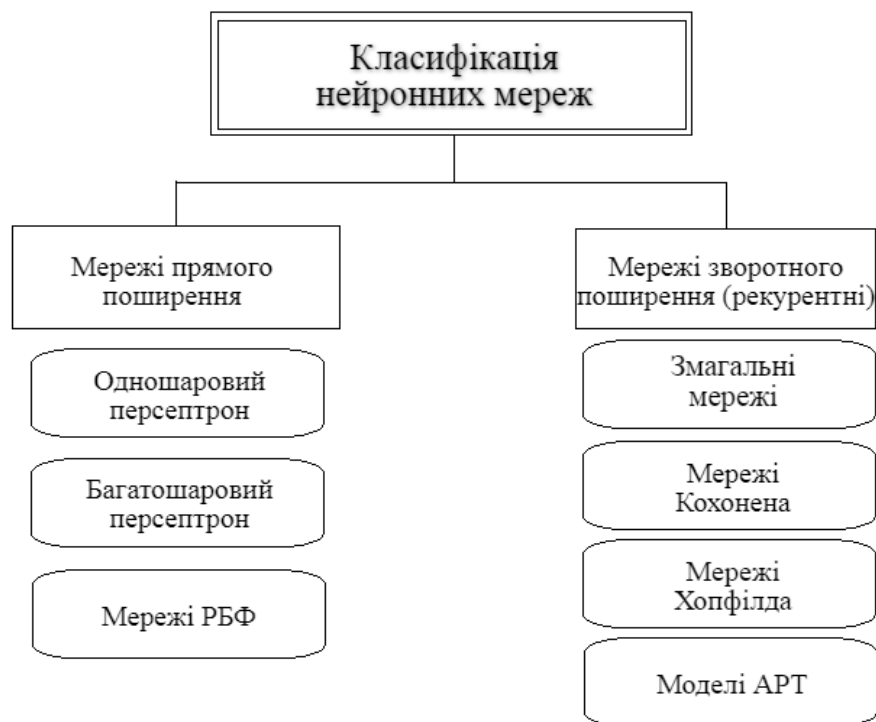 Класифікація
нейронних мереж
Мережі прямого
поширення
Одношаровий
персептрон
Багатошаровий
персептрон
Мережі РБФ
Мережі зворотного
поширення (рекурентні)
Змагальні
мережі
Мережі
Кохонена
Мережі
Хопфілда
Моделі АРТ